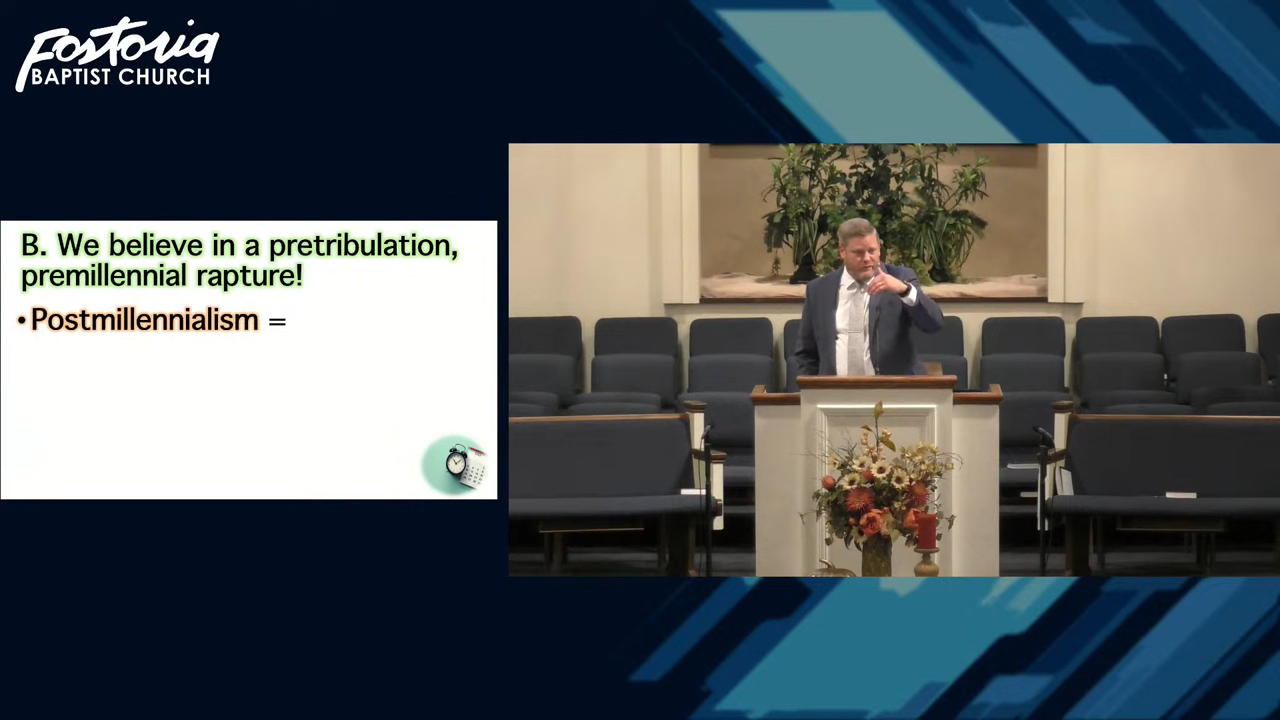 Fostoria
BAPTIST CHURCH
B. We believe in a pretribulation,
premillennial rapture!
•Postmillennialism =